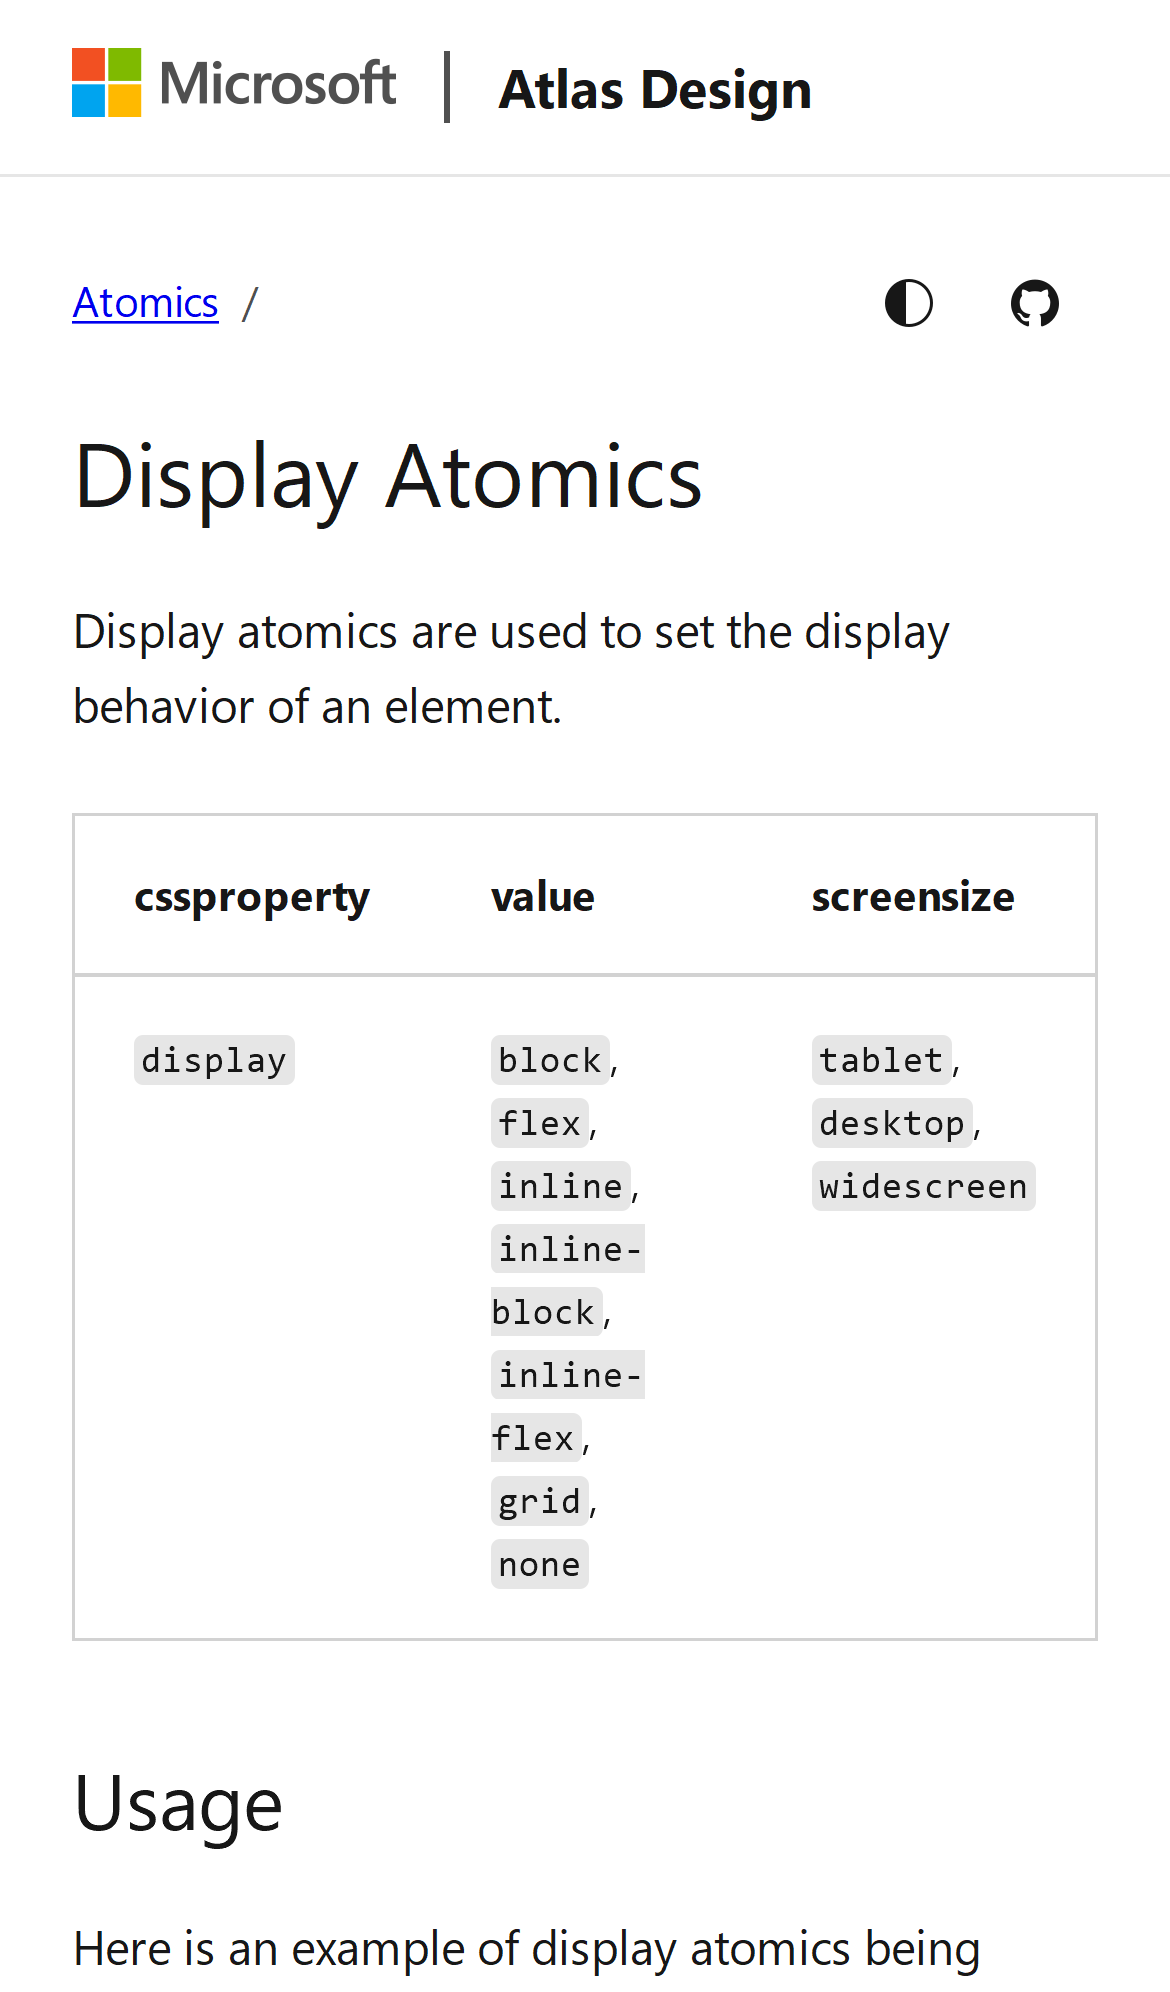 Microsoft | Atlas Design
Atomics /
Display Atomics
Display atomics are used to set the display
behavior of an element.
cssproperty value screensize
display block, tablet,
flex, desktop,
inline, widescreen
inline-
block,
inline-
flex,
grid,
none
Usage
Here is an example of display atomics being